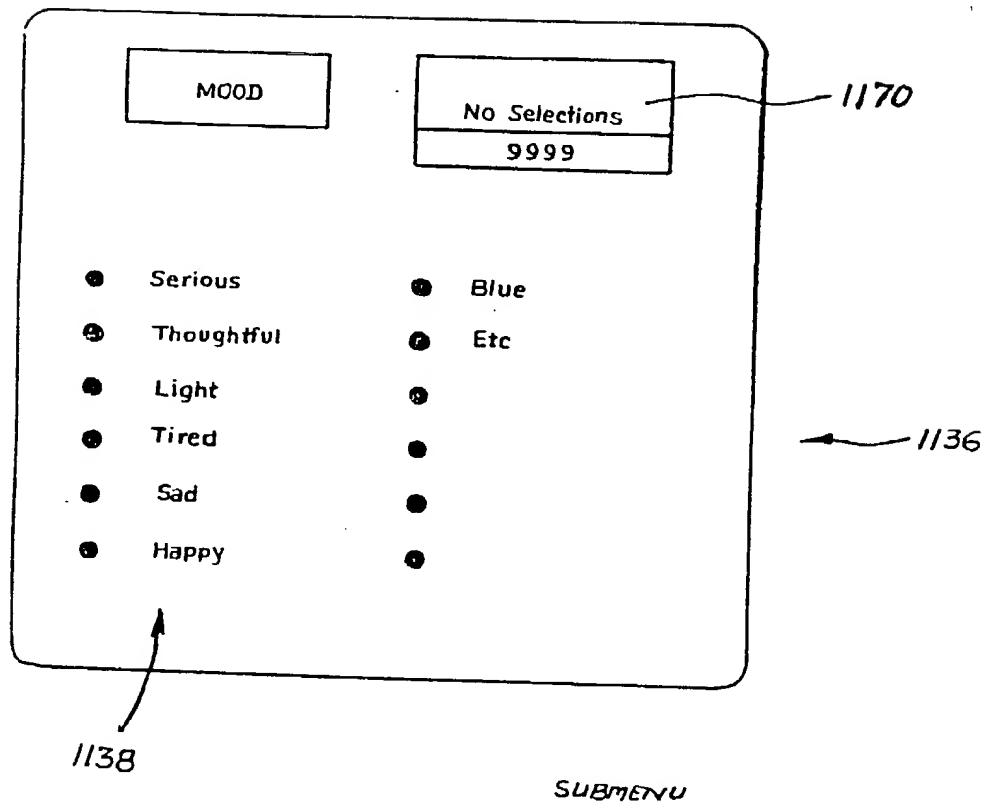 MOOD
No Selections
9999
1170
Serious
Thoughtful
Light
Tired
Sad
Happy
Blue
Etc
1136
1138
SUBMENU